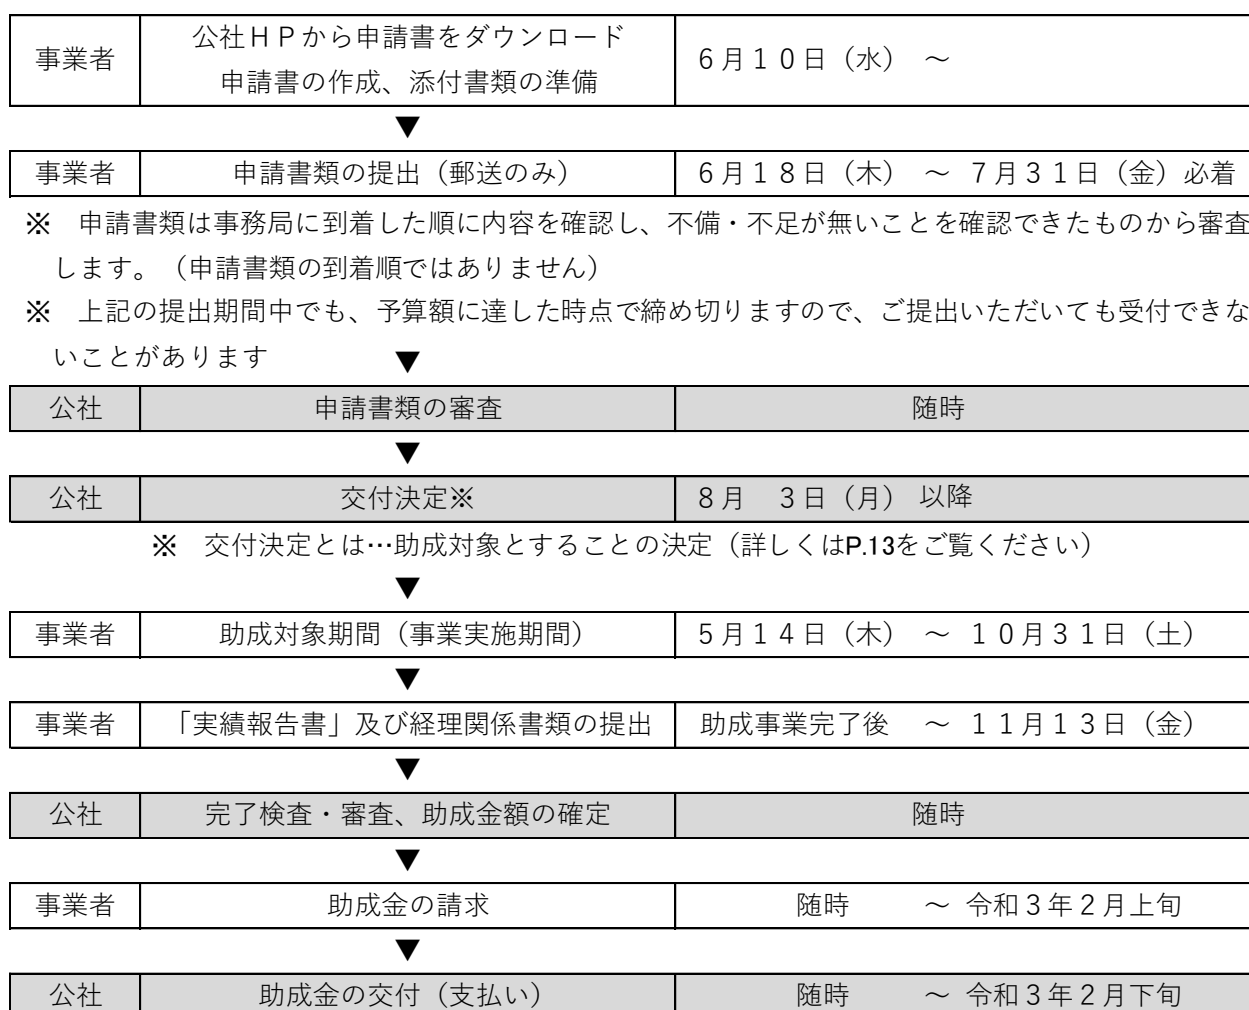 公社ＨＰから申請書をダウンロード
事業者 申請書の作成、添付書類の準備 ６月１０日（水） ～
▼
事業者 申請書類の提出（郵送のみ） ６月１８日（木） ～ ７月３１日（金）必着
※　申請書類は事務局に到着した順に内容を確認し、不備・不足が無いことを確認できたものから審査
します。（申請書類の到着順ではありません）
※　上記の提出期間中でも、予算額に達した時点で締め切りますので、ご提出いただいても受付できな
いことがあります ▼
公社 申請書類の審査 随時
▼
公社 交付決定※ ８月　３日（月） 以降
※　交付決定とは…助成対象とすることの決定（詳しくはP.13をご覧ください）
▼
事業者 助成対象期間（事業実施期間） ５月１４日（木） ～ １０月３１日（土）
▼
事業者 「実績報告書」及び経理関係書類の提出 助成事業完了後 ～ １１月１３日（金）
▼
公社 完了検査・審査、助成金額の確定 随時
▼
事業者 助成金の請求 随時 ～ 令和３年２月上旬
▼
公社 助成金の交付（支払い） 随時 ～ 令和３年２月下旬